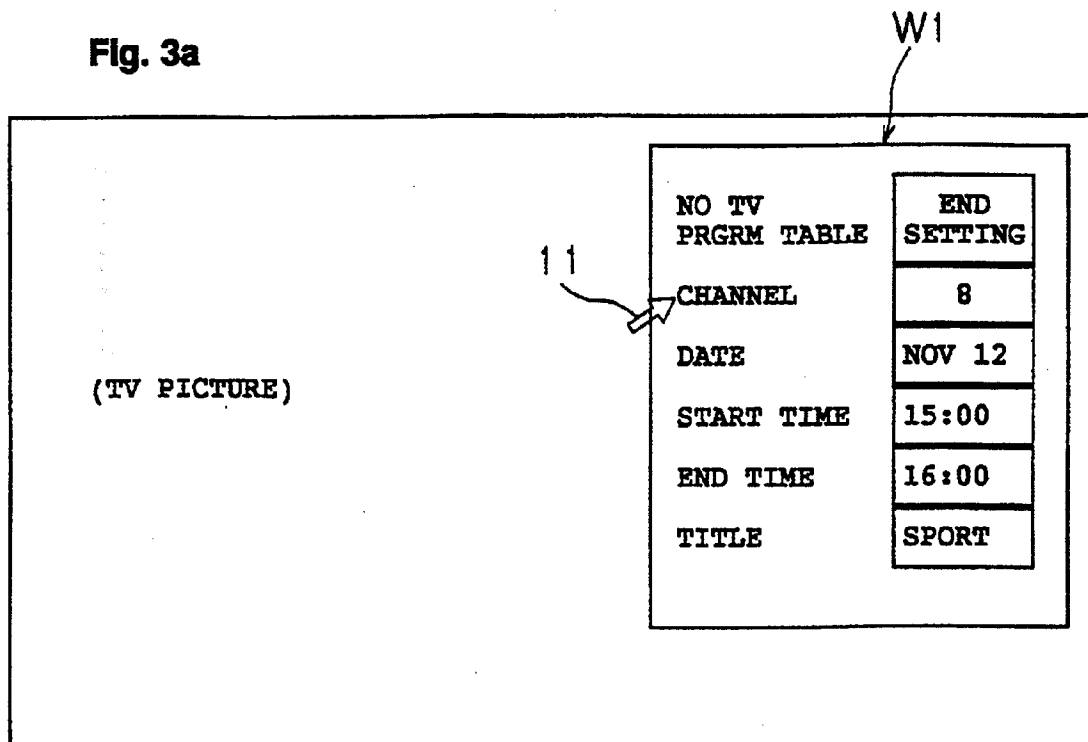 Fig. 3a
W1
NO TV
PRGRM TABLE
END
SETTING
11
CHANNEL 8
DATE NOV 12
(TV PICTURE)
START TIME 15:00
END TIME 16:00
TITLE SPORT